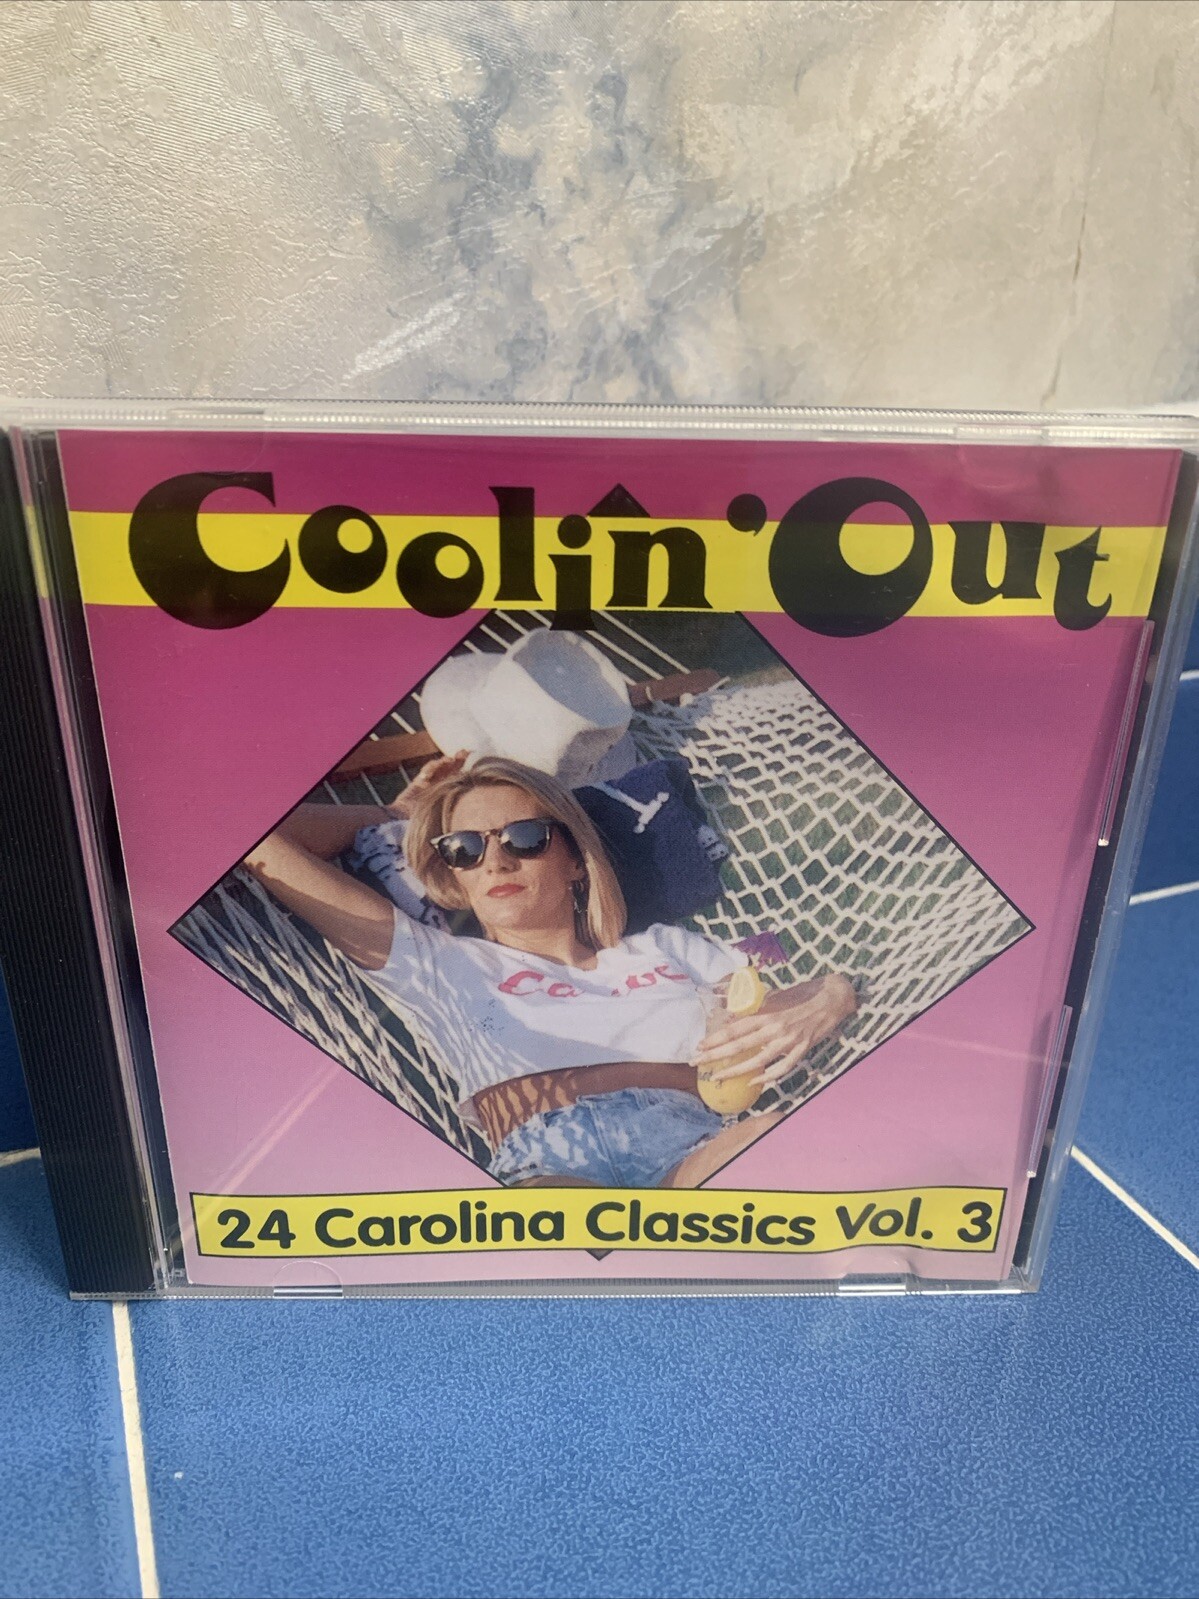 Coolin' Out
24 Carolina Classics Vol. 3